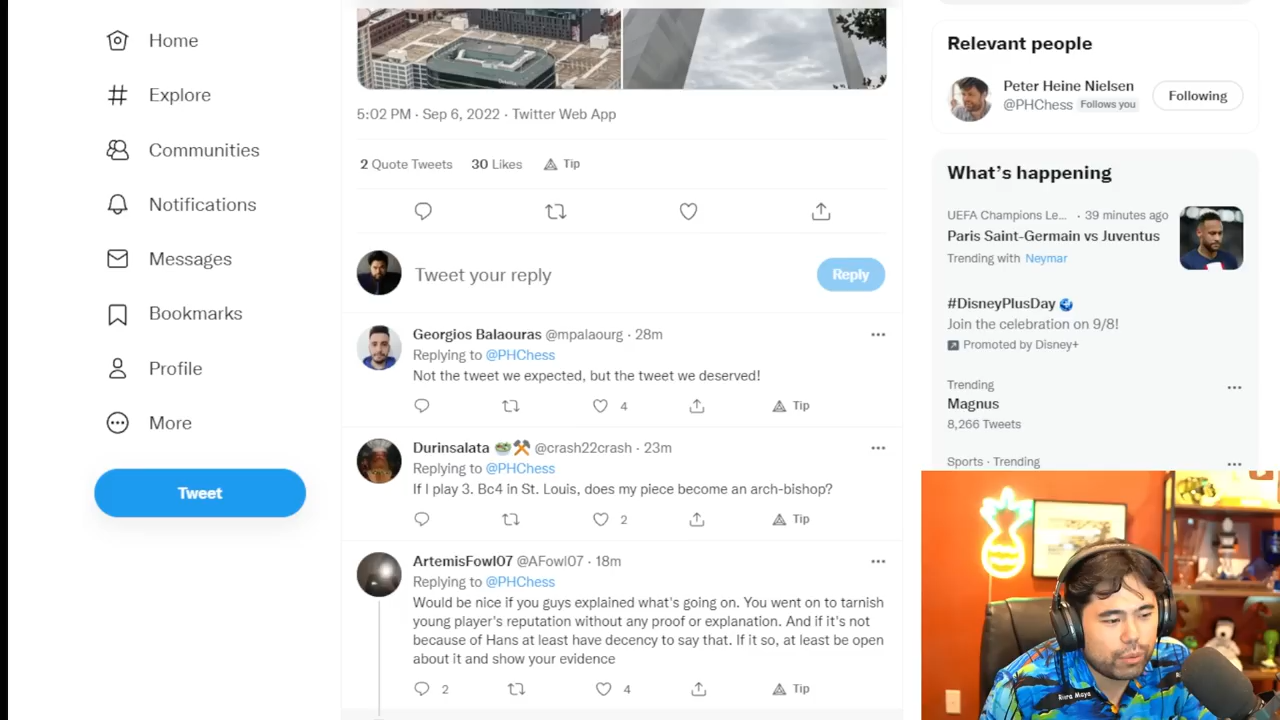 Home
Explore
Communities
Notifications
Messages
Bookmarks
Profile
More
Tweet
Deloitte
5:02 PM · Sep 6, 2022 · Twitter Web App
2 Quote Tweets 30 Likes Tip
Tweet your reply
Reply
Georgios Balaouras @mpalaourg · 28m
Replying to @PHChess
Not the tweet we expected, but the tweet we deserved!
4 Tip
Durinsalata 🥗⚒️ @crash22crash · 23m
Replying to @PHChess
If I play 3. Bc4 in St. Louis, does my piece become an arch-bishop?
2 Tip
ArtemisFowl07 @AFowl07 · 18m
Replying to @PHChess
Would be nice if you guys explained what's going on. You went on to tarnish
young player's reputation without any proof or explanation. And if it's not
because of Hans at least have decency to say that. If it so, at least be open
about it and show your evidence
2 4 Tip
Relevant people
Peter Heine Nielsen
@PHChess Follows you
Following
What's happening
UEFA Champions Le... · 39 minutes ago
Paris Saint-Germain vs Juventus
Trending with Neymar
#DisneyPlusDay
Join the celebration on 9/8!
Promoted by Disney+
Trending
Magnus
8,266 Tweets
Sports · Trending